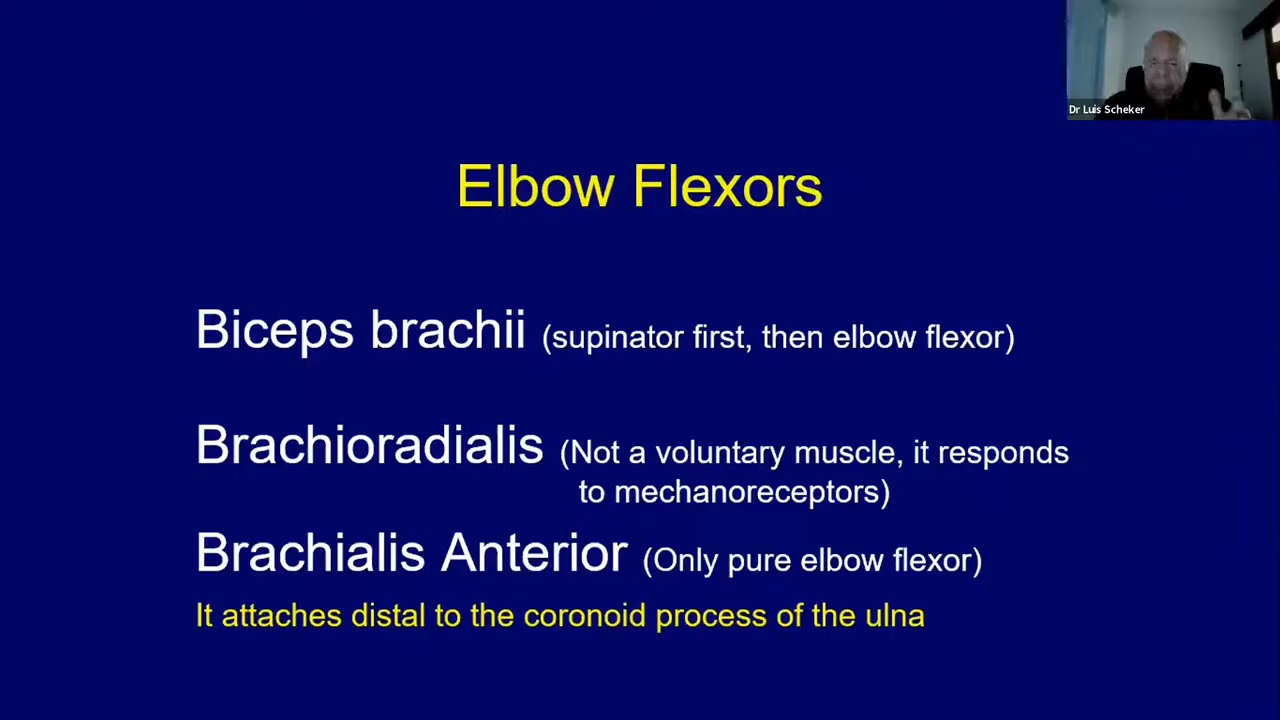 Dr Luis Scheker
Elbow Flexors
Biceps brachii (supinator first, then elbow flexor)
Brachioradialis (Not a voluntary muscle, it responds
to mechanoreceptors)
Brachialis Anterior (Only pure elbow flexor)
It attaches distal to the coronoid process of the ulna